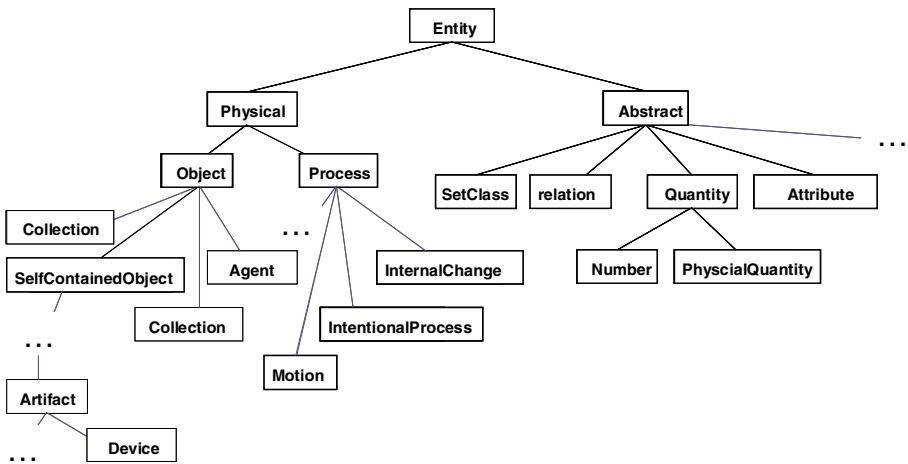 Entity
Physical
Abstract
...
Object
Process
SetClass
relation
Quantity
Attribute
Collection
...
SelfContainedObject
Agent
InternalChange
Number
PhyscialQuantity
Collection
IntentionalProcess
...
Motion
Artifact
Device
...